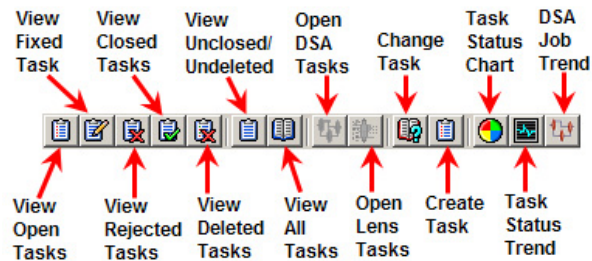 View
Fixed
Task
View
Closed
Tasks
View
Unclosed/
Undeleted
Open
DSA
Tasks
Change
Task
Task
Status
Chart
DSA
Job
Trend
View
Open
Tasks
View
Rejected
Tasks
View
Deleted
Tasks
View
All
Tasks
Open
Lens
Tasks
Create
Task
Task
Status
Trend